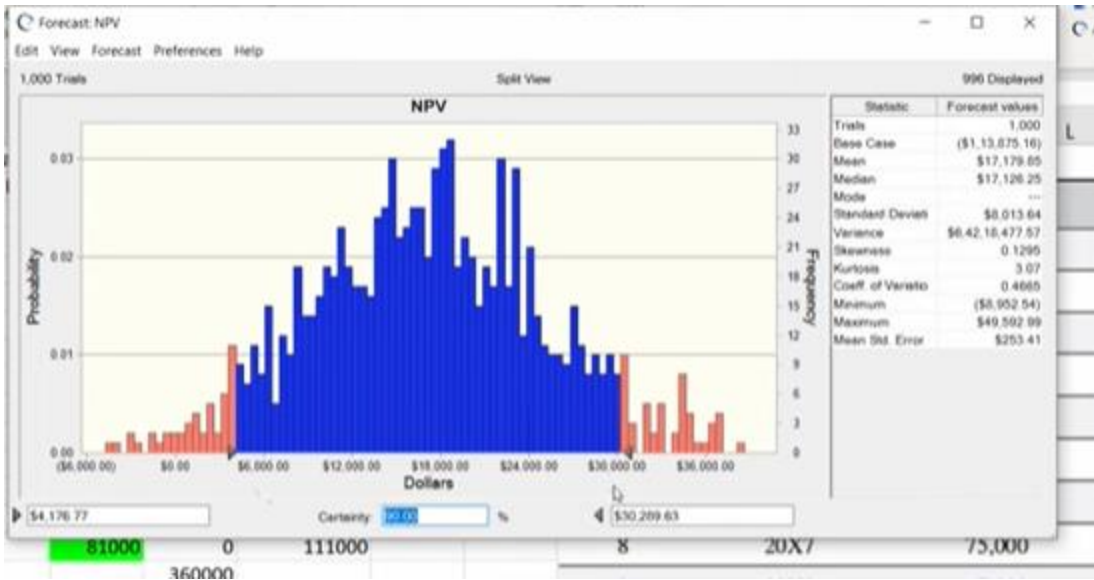 Forecast: NPV
Edit View Forecast Preferences Help
1,000 Trials Split View 996 Displayed
NPV
Probability
0.03
0.02
0.01
0.00
33
30
27
24
21
18
15
12
9
6
3
0
Frequency
($6,000.00) $0.00 $6,000.00 $12,000.00 $18,000.00 $24,000.00 $30,000.00 $36,000.00
Dollars
Statistic Forecast values
Trials 1,000
Base Case ($1,13,875.16)
Mean $17,179.85
Median $17,126.25
Mode ---
Standard Deviati $8,013.64
Variance $6,42,18,477.57
Skewness 0.1295
Kurtosis 3.07
Coeff. of Variatio 0.4665
Minimum ($8,952.54)
Maximum $49,592.99
Mean Std. Error $253.41
$4,176.77 Certainty: 90.00 % $30,289.63
L
81000 0 111000 8 20X7 75,000
360000